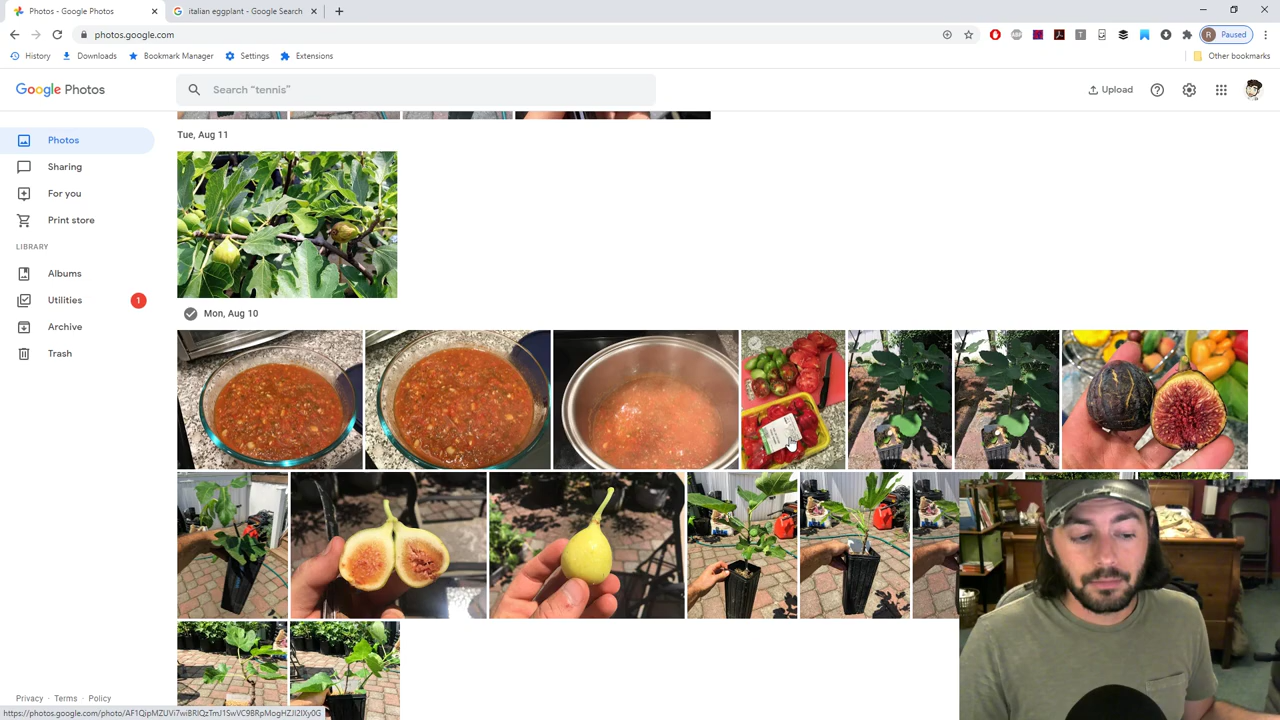 Photos - Google Photos
italian eggplant - Google Search
photos.google.com
Paused
History
Downloads
Bookmark Manager
Settings
Extensions
Other bookmarks
Google Photos
Search “tennis”
Upload
Photos
Sharing
For you
Print store
LIBRARY
Albums
Utilities
1
Archive
Trash
Tue, Aug 11
Mon, Aug 10
Privacy · Terms · Policy